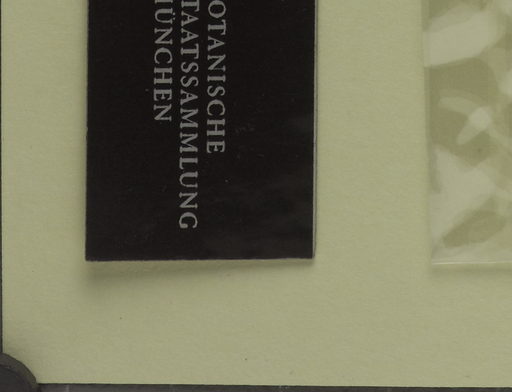 OTANISCHE
TAATSSAMMLUNG
ÜNCHEN